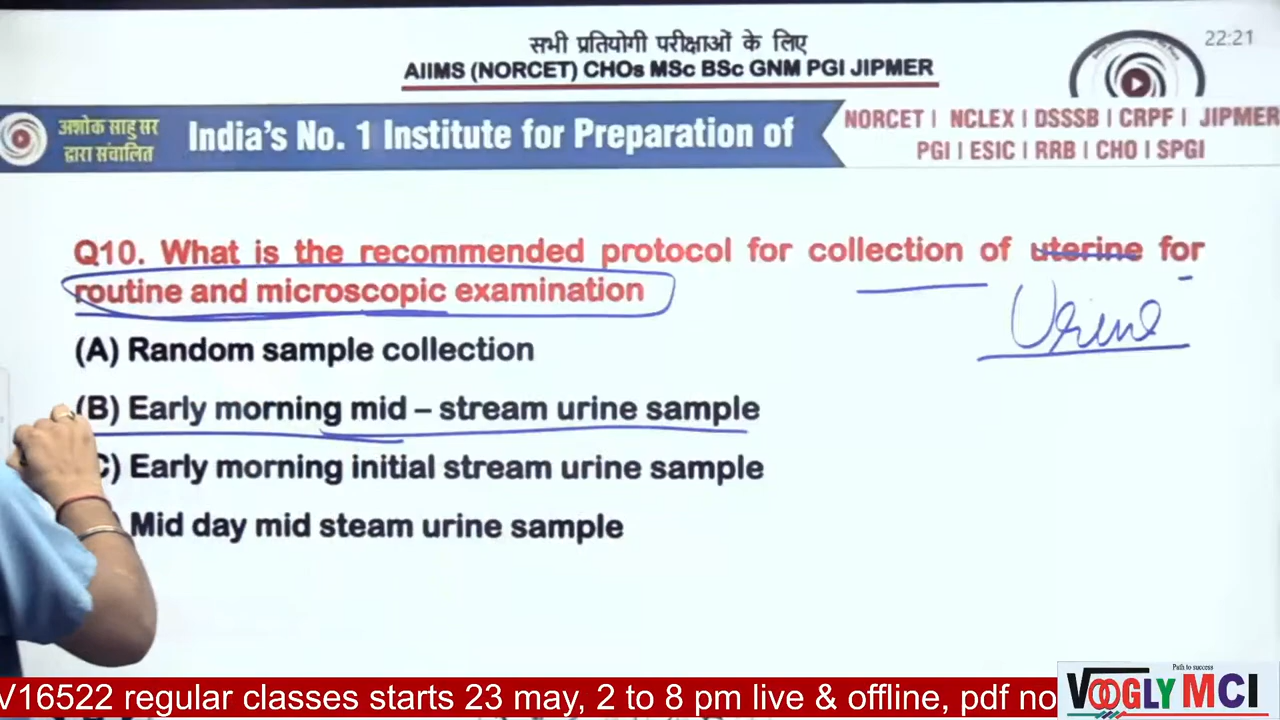 सभी प्रतियोगी परीक्षाओं के लिए
22:21
AIIMS (NORCET) CHOs MSc BSc GNM PGI JIPMER
अशोक साहु सर
द्वारा संचालित
India's No. 1 Institute for Preparation of
NORCET I NCLEX I DSSSB I CRPF I JIPMER
PGI I ESIC I RRB I CHO I SPGI
Q10. What is the recommended protocol for collection of uterine for
routine and microscopic examination
Urine
(A) Random sample collection
(B) Early morning mid – stream urine sample
C) Early morning initial stream urine sample
) Mid day mid steam urine sample
Path to success
VOOGLY MCI
V16522 regular classes starts 23 may, 2 to 8 pm live & offline, pdf no